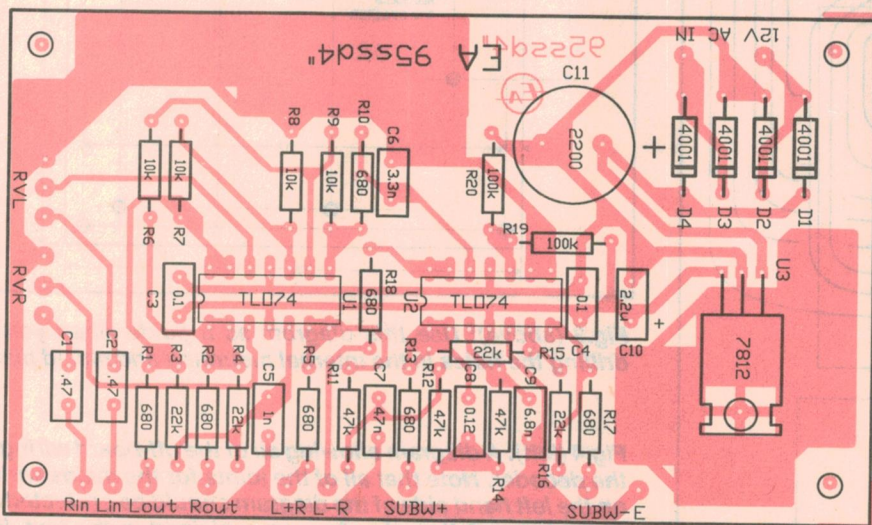 95ssd4"
EA
95ssd4"
EA
12V AC IN
C11
2200
+
4001
4001
4001
4001
D4
D3
D2
D1
R8
R9
R10
C6
10k
10k
10k
10k
680
3.3n
R20
100k
RVL
R6
R7
R19
100k
RVR
C3
0.1
TL074
U1
680
R18
U2
TL074
0.1
2.2u
+
C4
C10
U3
7812
C1
.47
C2
.47
R1
R3
R2
R4
C5
R5
R11
C7
R13
R12
22k
R15
C8
C9
680
22k
680
22k
1n
680
47k
47n
680
47k
0.12
47k
6.8n
22k
680
R17
R14
R16
Rin Lin Lout Rout L+R L-R SUBW+ SUBW-E